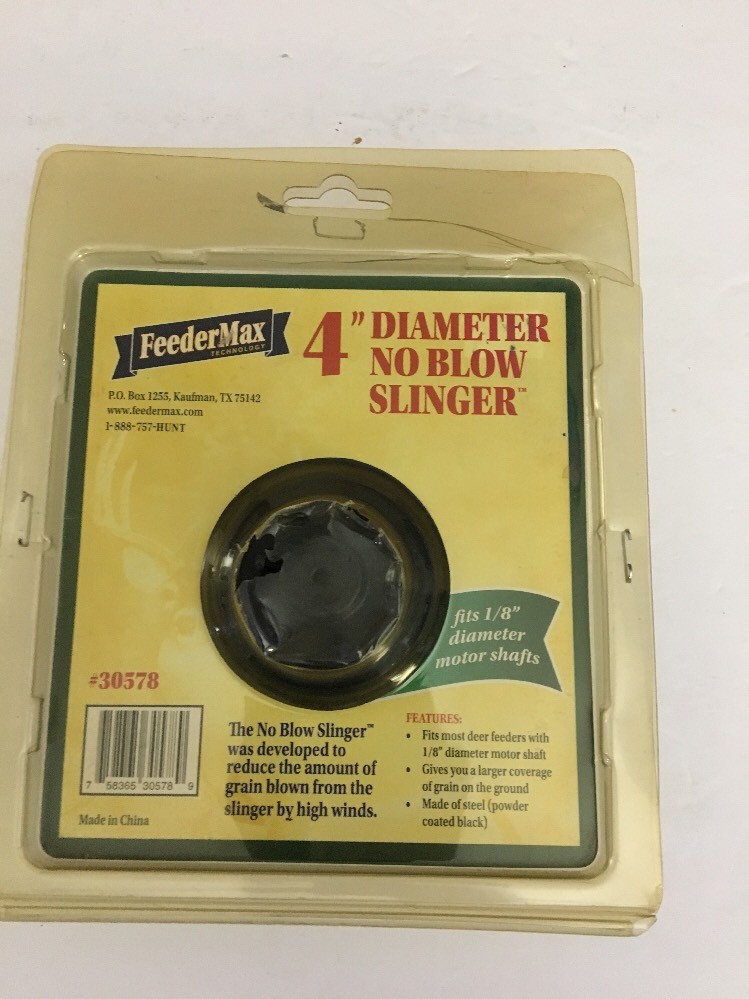 FeederMax
TECHNOLOGY
P.O. Box 1255, Kaufman, TX 75142
www.feedermax.com
1-888-757-HUNT
4” DIAMETER
NO BLOW
SLINGER™
fits 1/8”
diameter
motor shafts
#30578
7 58365 30578 9
Made in China
The No Blow Slinger™
was developed to
reduce the amount of
grain blown from the
slinger by high winds.
FEATURES:
• Fits most deer feeders with
1/8” diameter motor shaft
• Gives you a larger coverage
of grain on the ground
• Made of steel (powder
coated black)